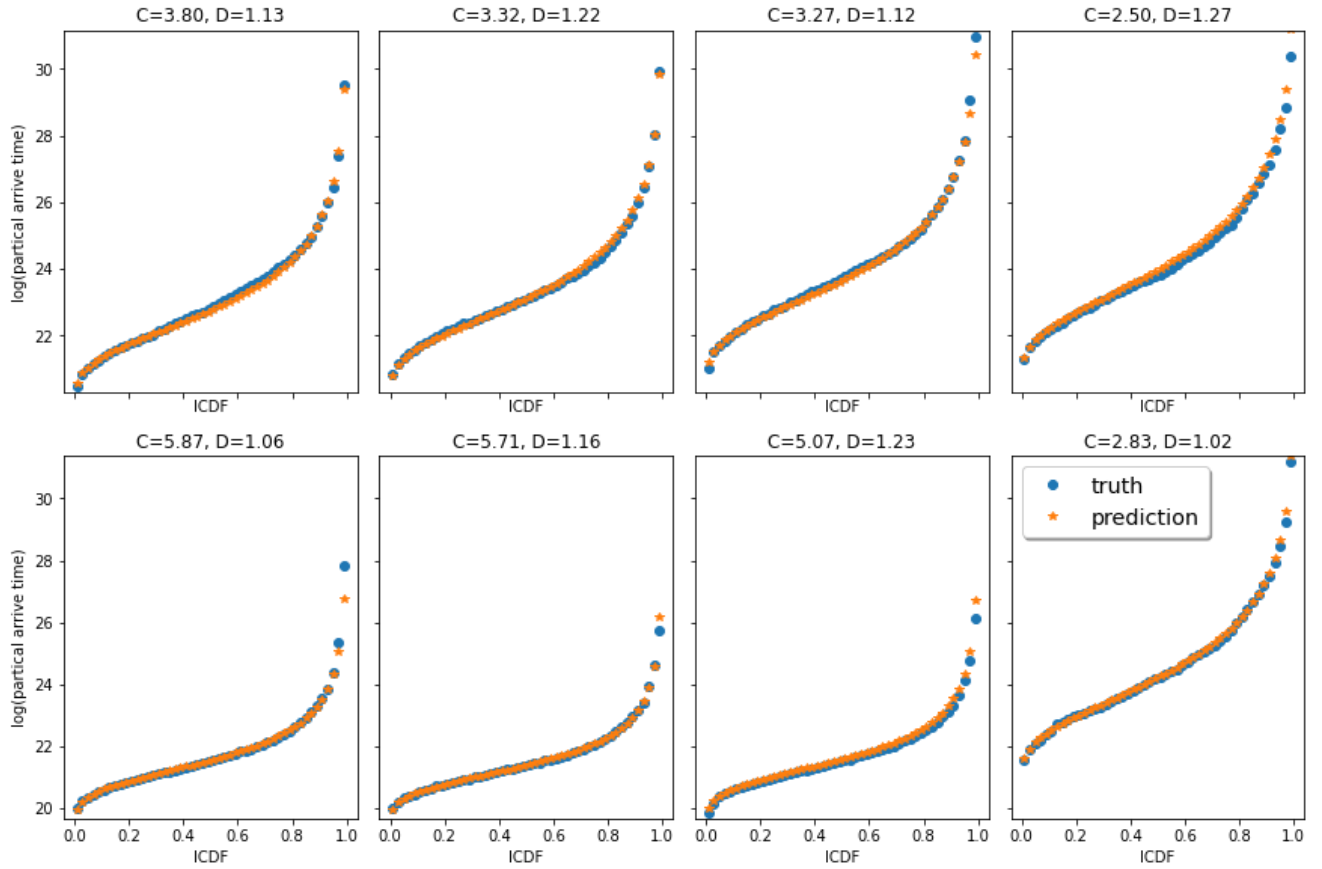 C=3.80, D=1.13 C=3.32, D=1.22 C=3.27, D=1.12 C=2.50, D=1.27
log(partical arrive time)
30
28
26
24
22
ICDF ICDF ICDF ICDF
C=5.87, D=1.06 C=5.71, D=1.16 C=5.07, D=1.23 C=2.83, D=1.02
log(partical arrive time)
30
28
26
24
22
20
truth
prediction
0.0 0.2 0.4 0.6 0.8 1.0 0.0 0.2 0.4 0.6 0.8 1.0 0.0 0.2 0.4 0.6 0.8 1.0 0.0 0.2 0.4 0.6 0.8 1.0
ICDF ICDF ICDF ICDF